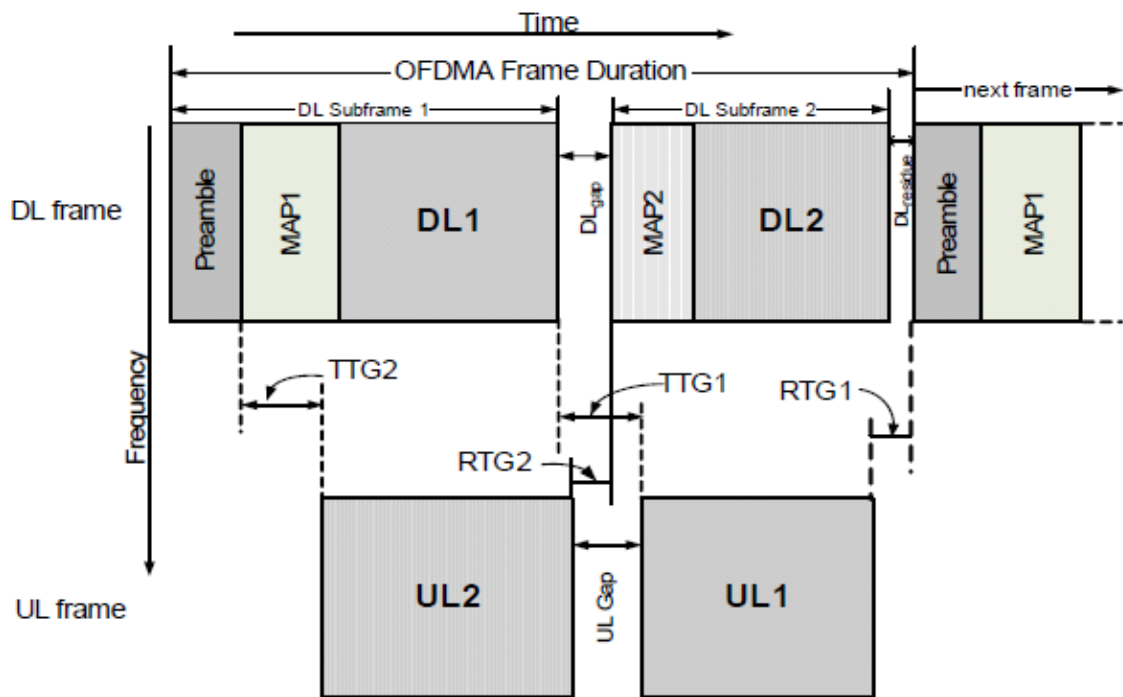 Time
OFDMA Frame Duration
next frame
DL Subframe 1
DL Subframe 2
DL frame
Preamble
MAP1
DL1
DLgap
MAP2
DL2
DLresidue
Preamble
MAP1
Frequency
TTG2
TTG1
RTG1
RTG2
UL frame
UL2
UL Gap
UL1